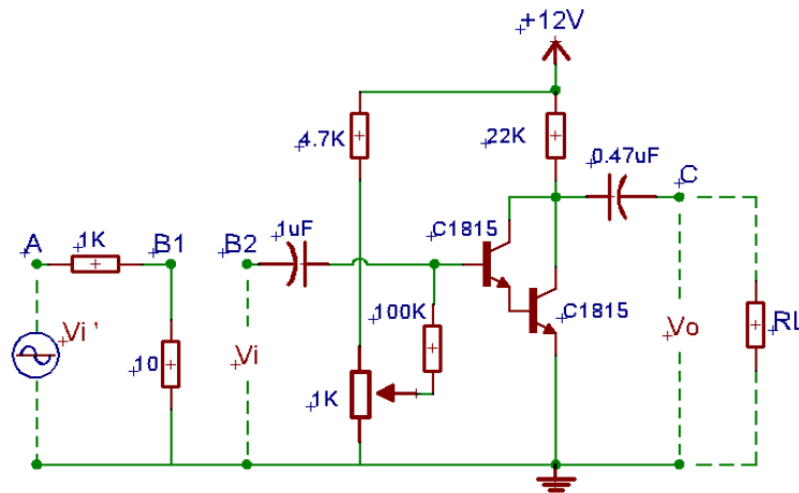 +12V
4.7K
22K
0.47uF
C
A
1K
B1
B2
1uF
C1815
Vi '
10
Vi
100K
C1815
1K
Vo
RL